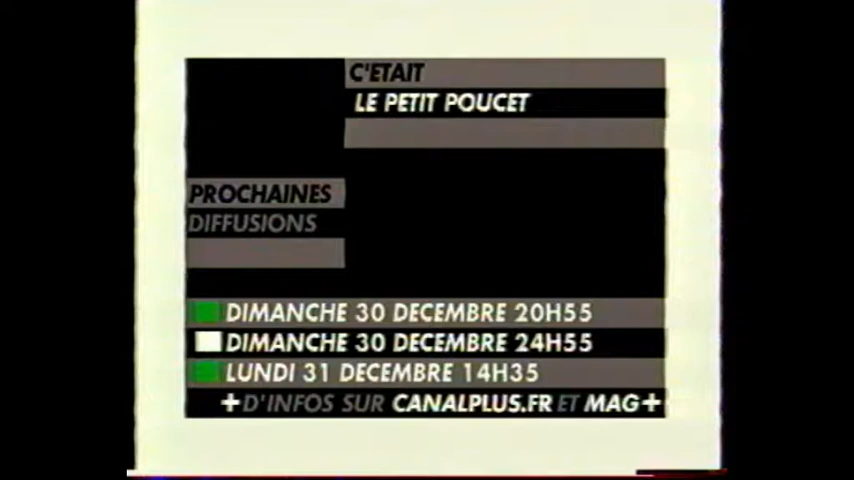 C'ETAIT
LE PETIT POUCET
PROCHAINES
DIFFUSIONS
DIMANCHE 30 DECEMBRE 20H55
DIMANCHE 30 DECEMBRE 24H55
LUNDI 31 DECEMBRE 14H35
+D'INFOS SUR CANALPLUS.FR ET MAG+